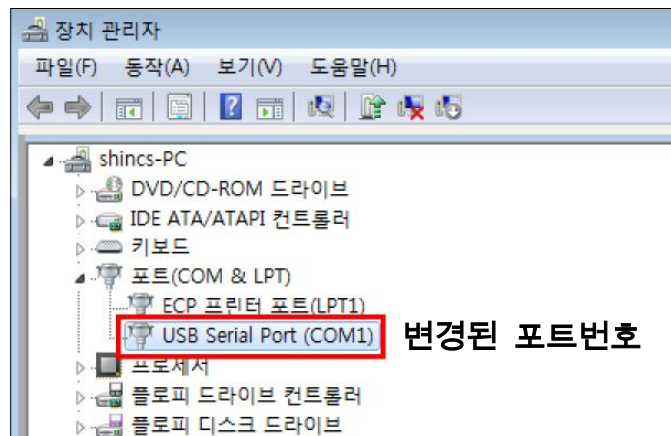 장치 관리자
파일(F) 동작(A) 보기(V) 도움말(H)
shincs-PC
DVD/CD-ROM 드라이브
IDE ATA/ATAPI 컨트롤러
키보드
포트(COM & LPT)
ECP 프린터 포트(LPT1)
USB Serial Port (COM1) 변경된 포트번호
프로세서
플로피 드라이브 컨트롤러
플로피 디스크 드라이브